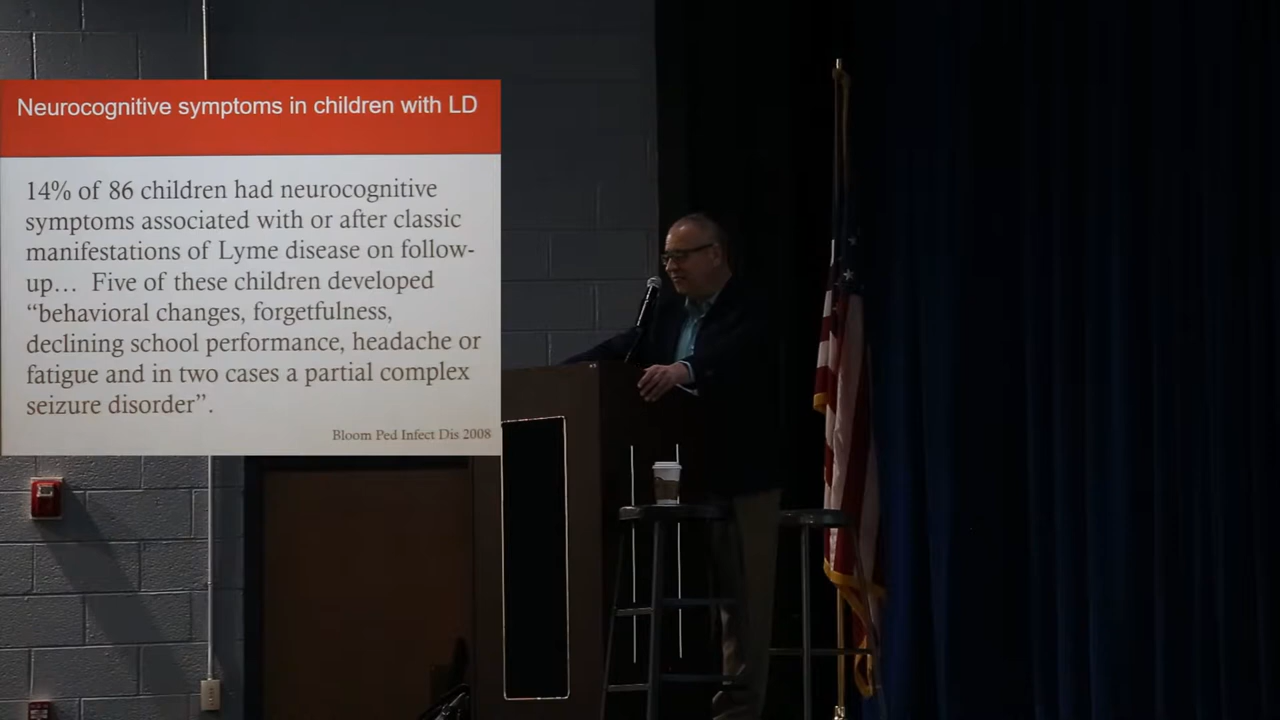 Neurocognitive symptoms in children with LD
14% of 86 children had neurocognitive
symptoms associated with or after classic
manifestations of Lyme disease on follow-
up… Five of these children developed
“behavioral changes, forgetfulness,
declining school performance, headache or
fatigue and in two cases a partial complex
seizure disorder”.
Bloom Ped Infect Dis 2008